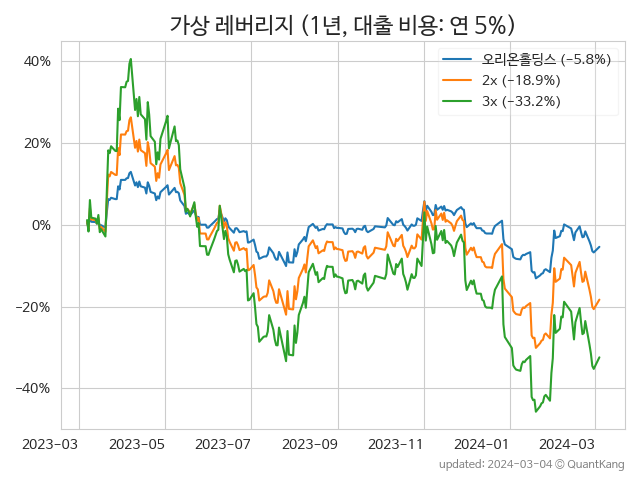 가상 레버리지 (1년, 대출 비용: 연 5%)
오리온홀딩스 (−5.8%)
2x (−18.9%)
3x (−33.2%)
40%
20%
0%
−20%
−40%
2023−03 2023−05 2023−07 2023−09 2023−11 2024−01 2024−03
updated: 2024−03−04 © QuantKang